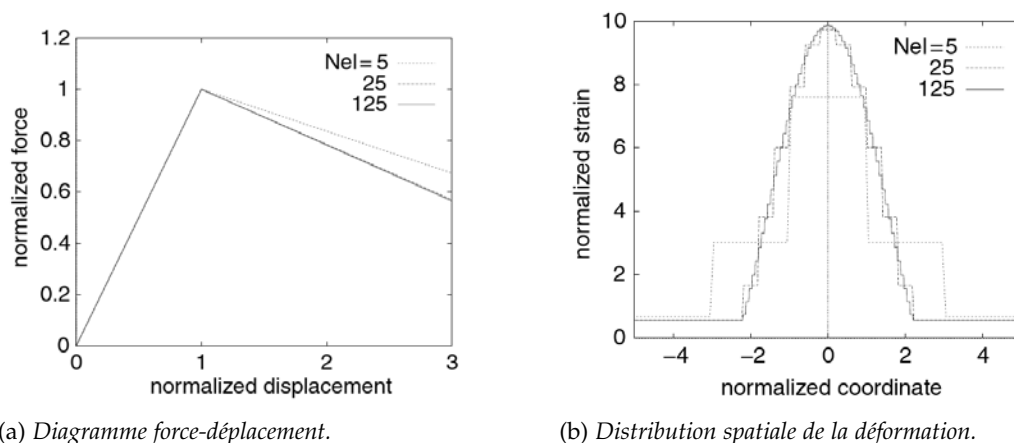 1.2
1
0.8
0.6
0.4
0.2
0
Nel = 5
25
125
normalized force
0 1 2 3
normalized displacement
(a) Diagramme force-déplacement.
10
8
6
4
2
0
Nel = 5
25
125
normalized strain
−4 −2 0 2 4
normalized coordinate
(b) Distribution spatiale de la déformation.